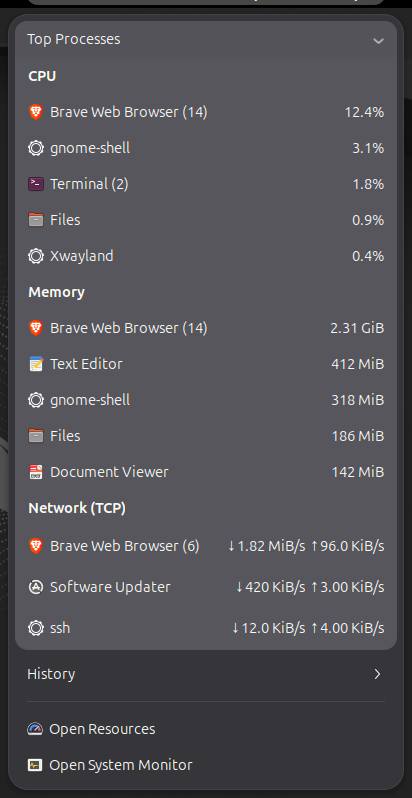 Top Processes
CPU
Brave Web Browser (14) 12.4%
gnome-shell 3.1%
Terminal (2) 1.8%
Files 0.9%
Xwayland 0.4%
Memory
Brave Web Browser (14) 2.31 GiB
Text Editor 412 MiB
gnome-shell 318 MiB
Files 186 MiB
Document Viewer 142 MiB
Network (TCP)
Brave Web Browser (6) ↓1.82 MiB/s ↑96.0 KiB/s
Software Updater ↓420 KiB/s ↑3.00 KiB/s
ssh ↓12.0 KiB/s ↑4.00 KiB/s
History
Open Resources
Open System Monitor